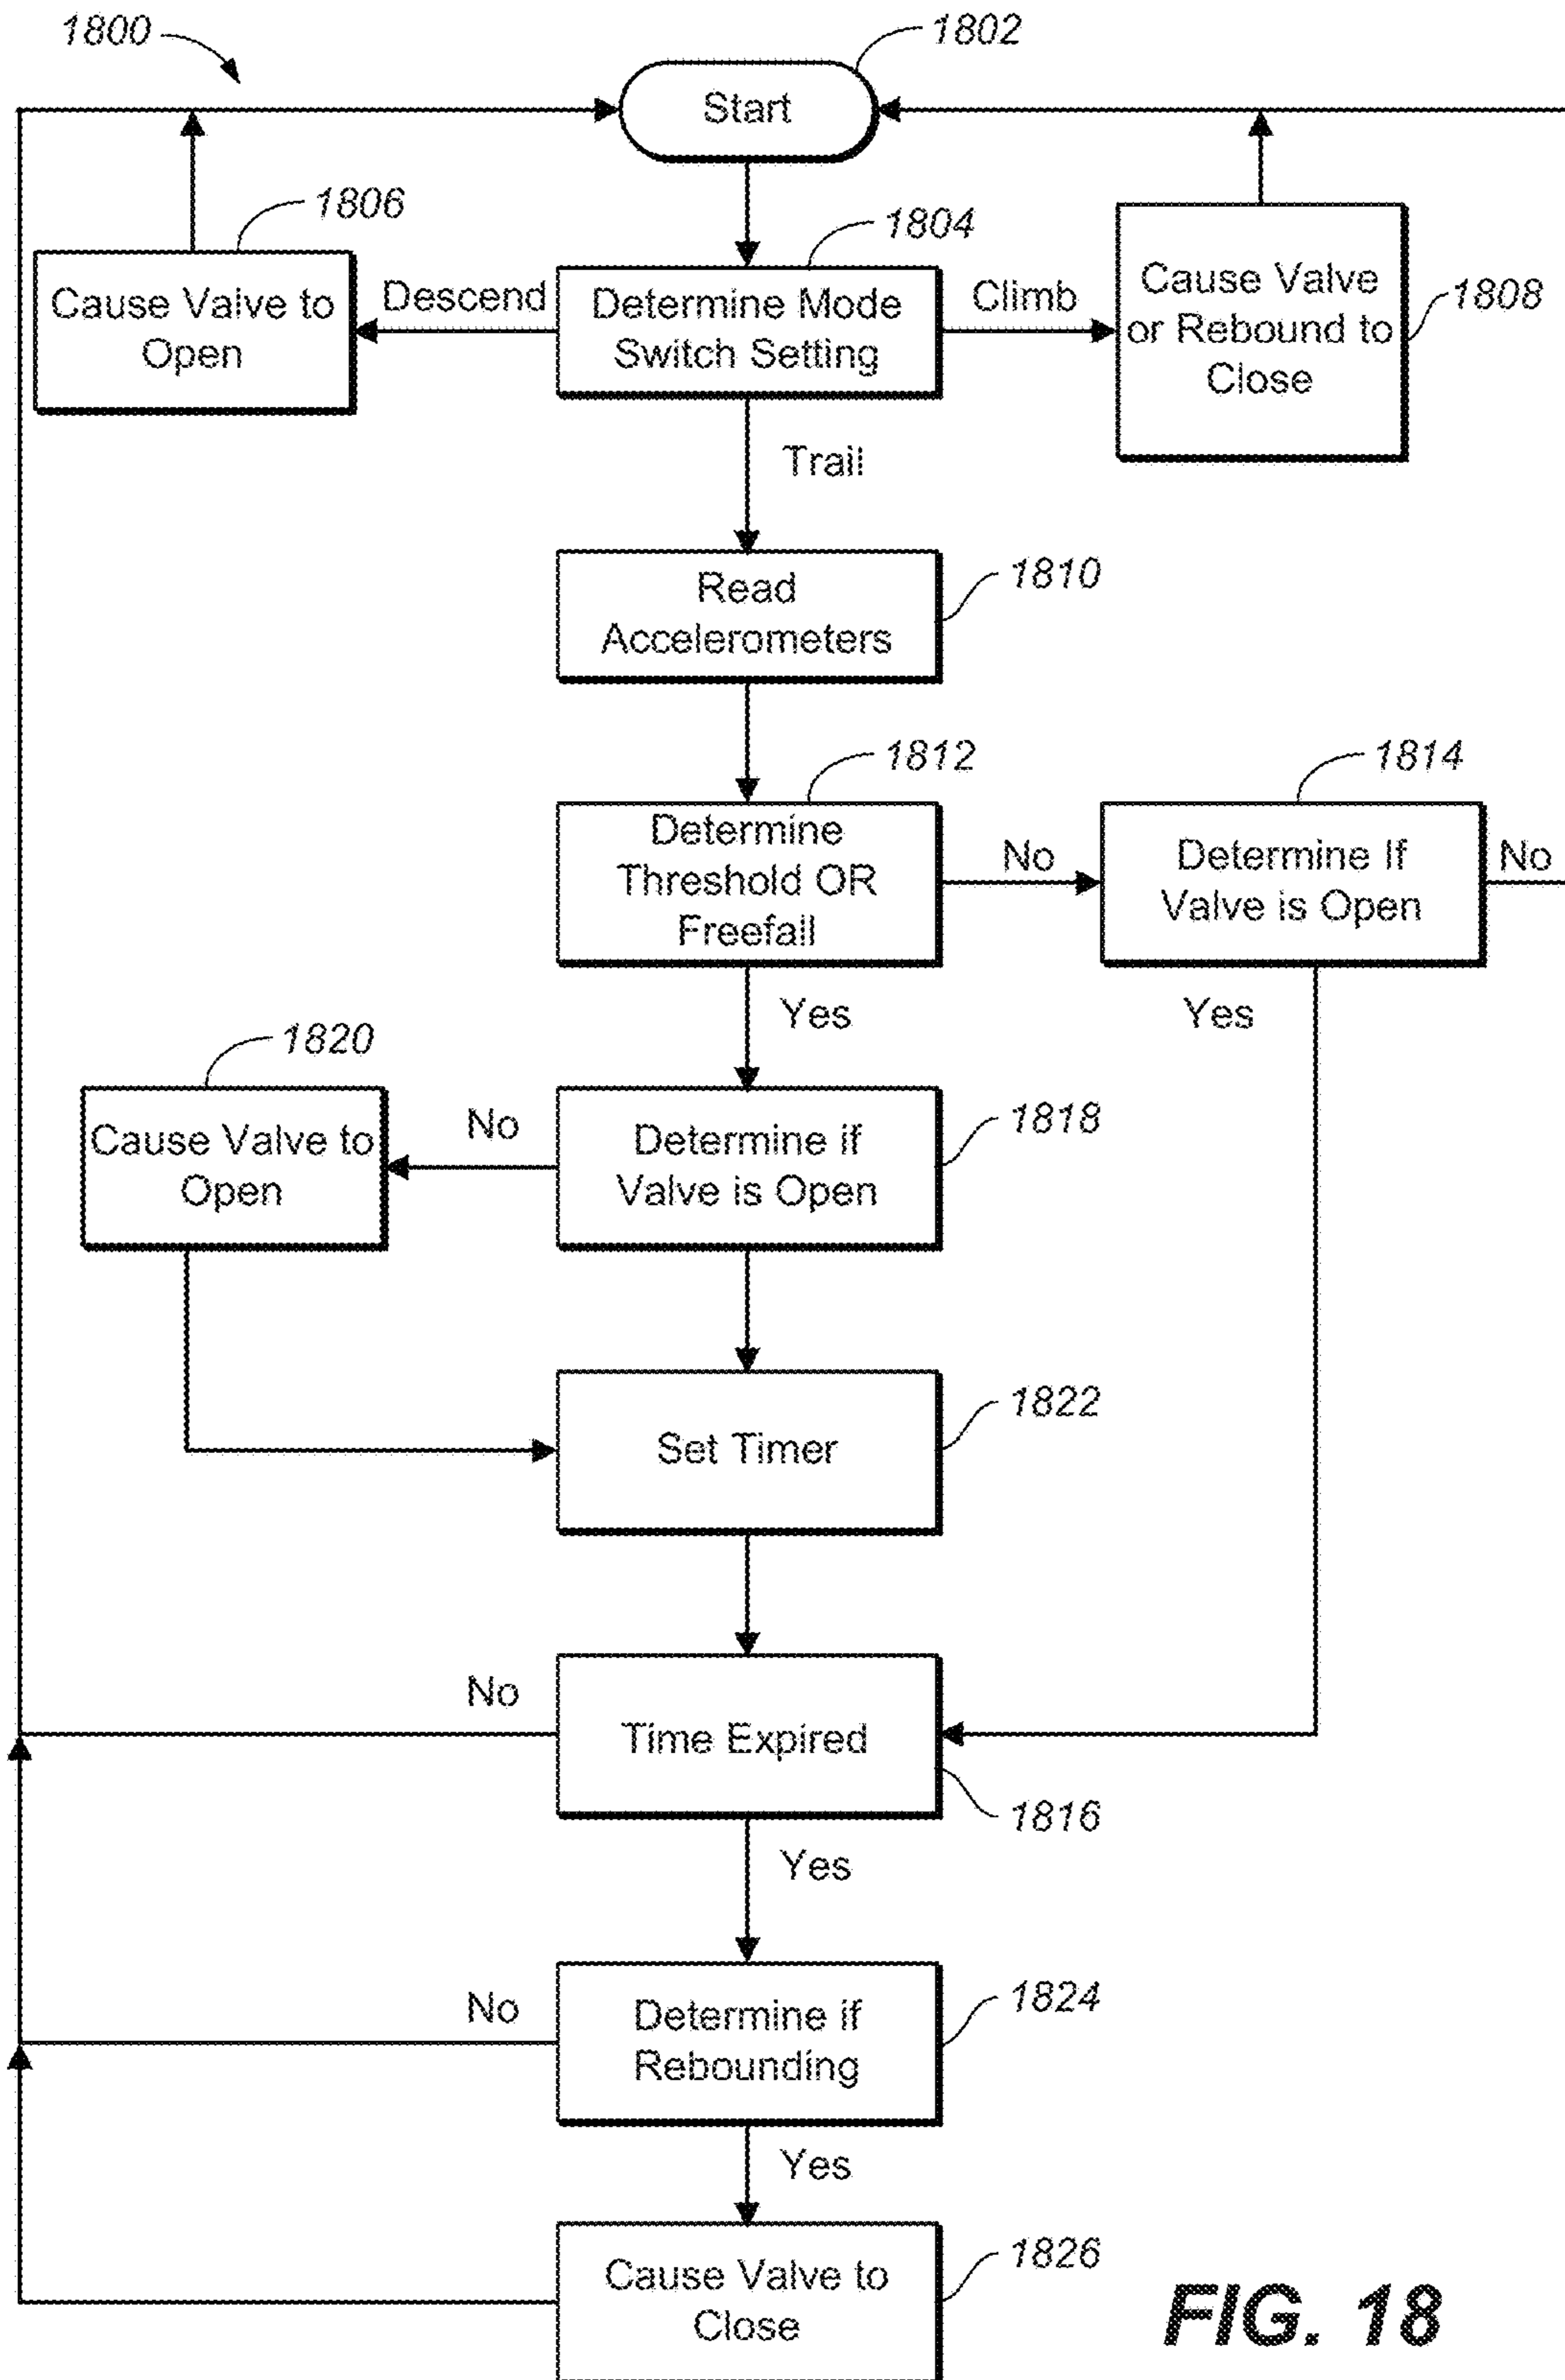 1800
1802
Start
1806
1804
Cause Valve to
Open
Descend
Determine Mode
Switch Setting
Climb
Cause Valve
or Rebound to
Close
1808
Trail
Read
Accelerometers
1810
1812
1814
Determine
Threshold OR
Freefall
No
Determine If
Valve is Open
No
Yes
Yes
1820
Cause Valve to
Open
No
Determine if
Valve is Open
1818
Set Timer
1822
No
Time Expired
1816
Yes
No
Determine if
Rebounding
1824
Yes
Cause Valve to
Close
1826
FIG. 18